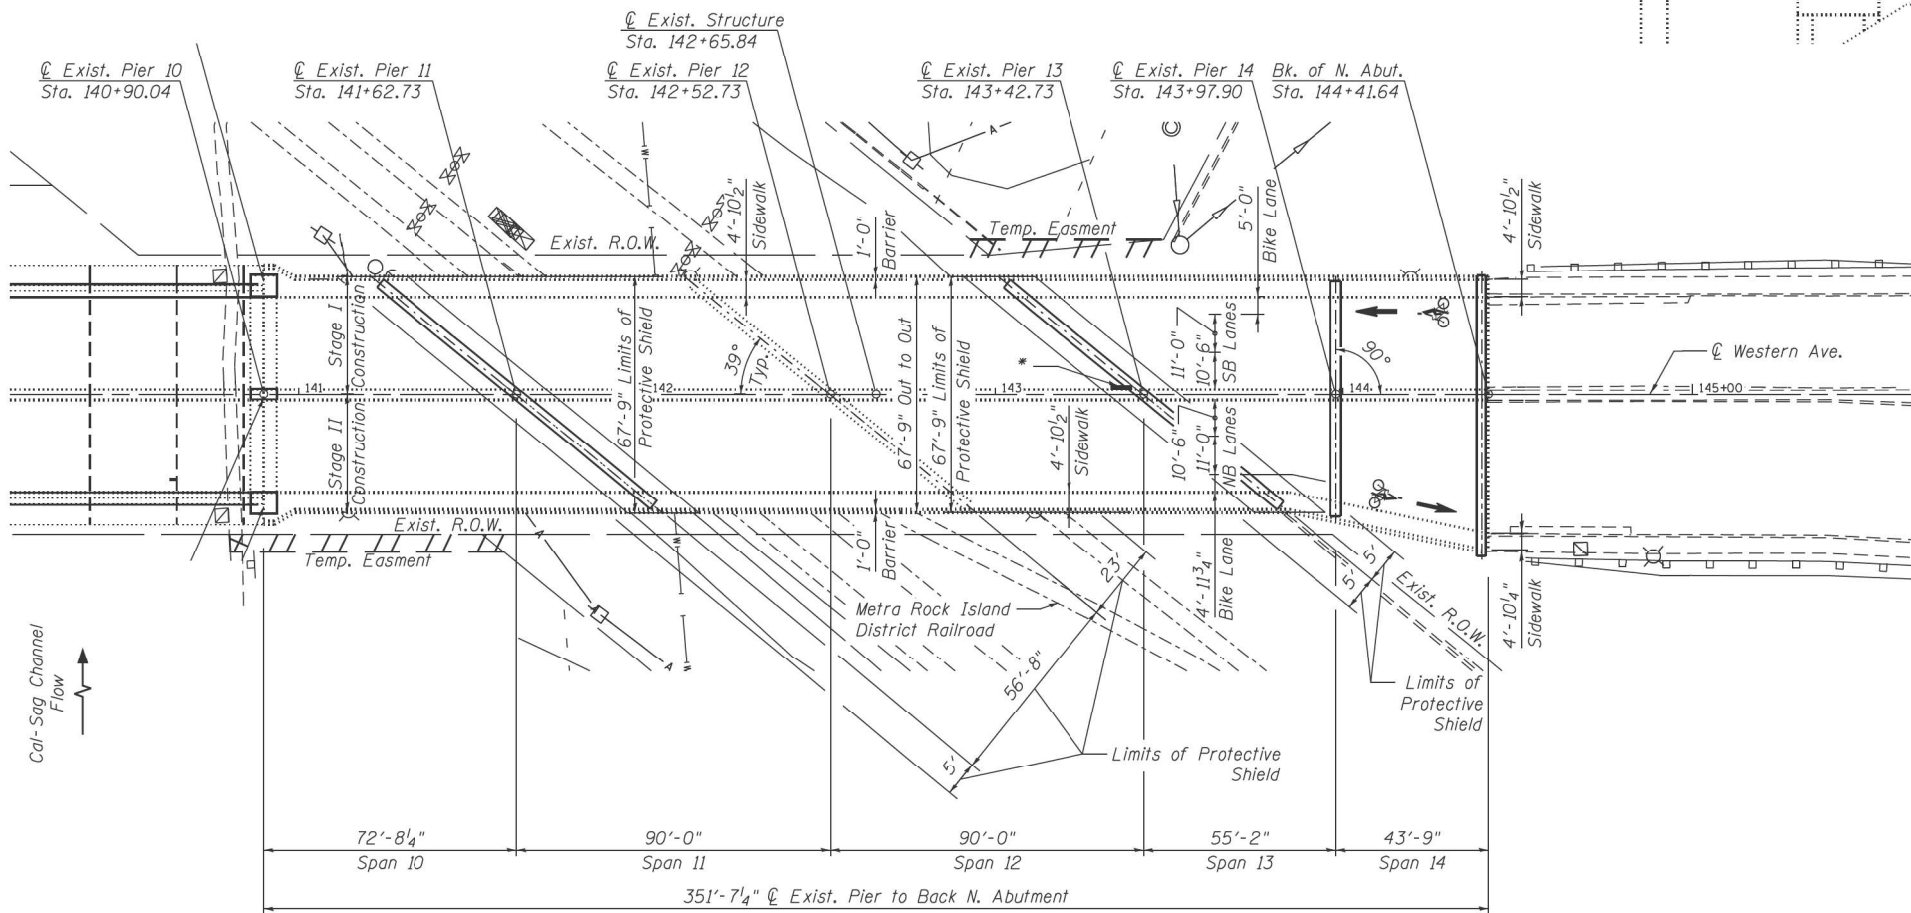 ℄ Exist. Structure
Sta. 142+65.84
℄ Exist. Pier 10
Sta. 140+90.04
℄ Exist. Pier 11
Sta. 141+62.73
℄ Exist. Pier 12
Sta. 142+52.73
℄ Exist. Pier 13
Sta. 143+42.73
℄ Exist. Pier 14
Sta. 143+97.90
Bk. of N. Abut.
Sta. 144+41.64
A
W
4'-10½"
Sidewalk
1'-0"
Barrier
Temp. Easment
5'-0"
Bike Lane
4'-10½"
Sidewalk
Exist. R.O.W.
Stage I
Construction
Stage II
Construction
67'-9" Limits of
Protective Shield
39°
Typ.
67'-9" Out to Out
67'-9" Limits of
Protective Shield
*
11'-0"
10'-6"
SB Lanes
90°
℄ Western Ave.
141
142
143
144
145+00
4'-10½"
Sidewalk
10'-6"
11'-0"
NB Lanes
Exist. R.O.W.
Temp. Easment
A
W
1'-0"
Barrier
4'-11¾"
Bike Lane
23'
5'
5'
Exist. R.O.W.
4'-10¼"
Sidewalk
Metra Rock Island
District Railroad
A
W
56'-8"
5'
Limits of
Protective
Shield
Limits of Protective
Shield
Cal-Sag Channel
Flow
72'-8¼"
Span 10
90'-0"
Span 11
90'-0"
Span 12
55'-2"
Span 13
43'-9"
Span 14
351'-7¼" ℄ Exist. Pier to Back N. Abutment